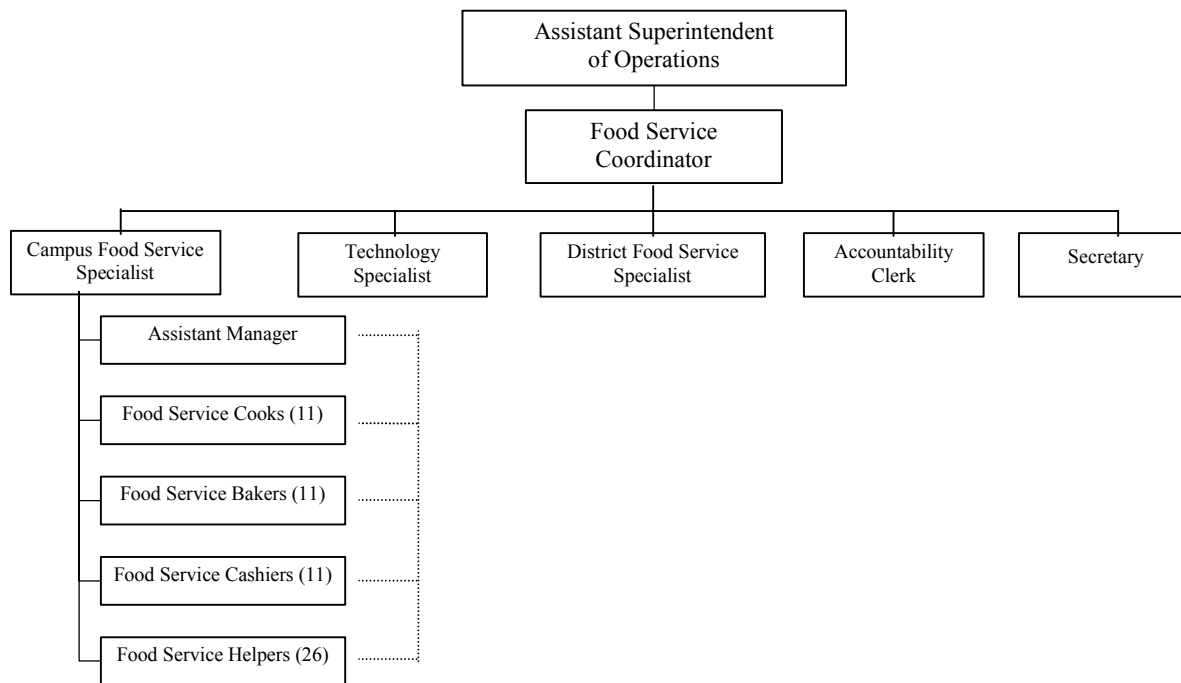 Assistant Superintendent
of Operations
Food Service
Coordinator
Campus Food Service
Specialist
Technology
Specialist
District Food Service
Specialist
Accountability
Clerk
Secretary
Assistant Manager
Food Service Cooks (11)
Food Service Bakers (11)
Food Service Cashiers (11)
Food Service Helpers (26)